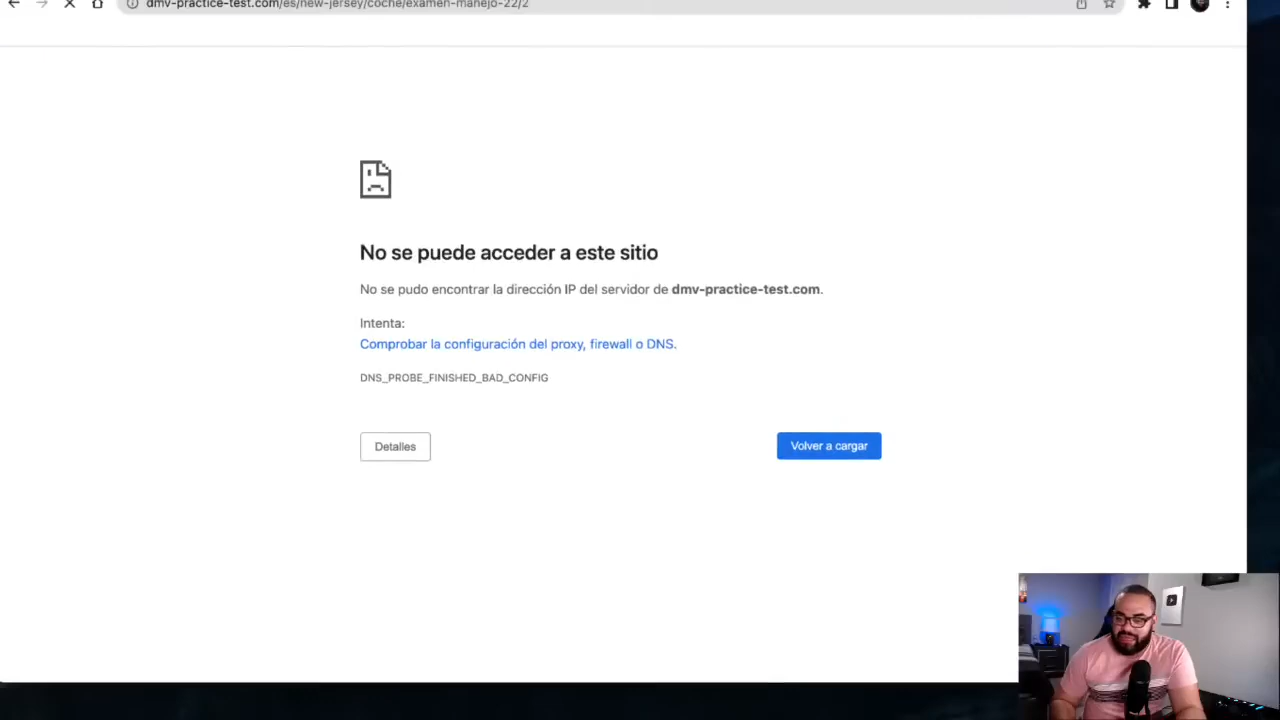 dmv-practice-test.com/es/new-jersey/coche/examen-manejo-22/2
No se puede acceder a este sitio
No se pudo encontrar la dirección IP del servidor de dmv-practice-test.com.
Intenta:
Comprobar la configuración del proxy, firewall o DNS.
DNS_PROBE_FINISHED_BAD_CONFIG
Detalles
Volver a cargar